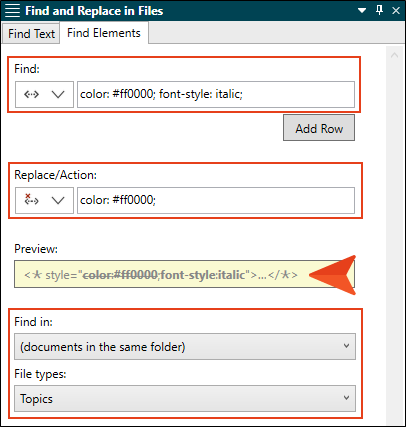 Find and Replace in Files
Find Text Find Elements
Find:
color: #ff0000; font-style: italic;
Add Row
Replace/Action:
color: #ff0000;
Preview:
<★ style="color:#ff0000;font-style:italic">...</★>
Find in:
(documents in the same folder)
File types:
Topics